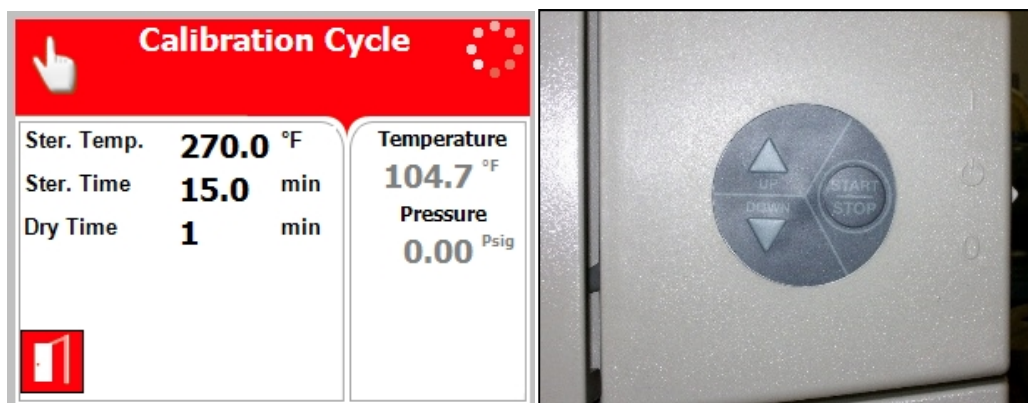 Calibration Cycle
Ster. Temp. 270.0 °F
Ster. Time 15.0 min
Dry Time 1 min
Temperature
104.7 °F
Pressure
0.00 Psig
UP
DOWN
START
STOP